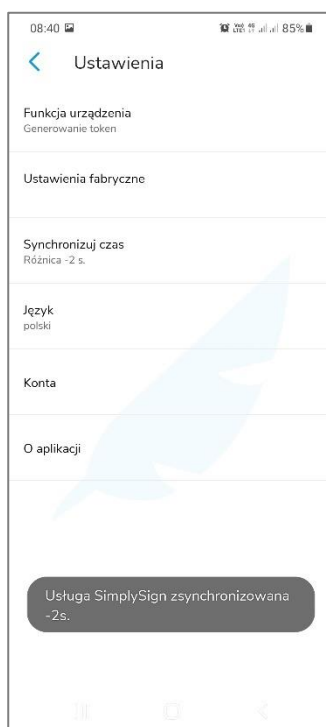 08:40 85%
Ustawienia
Funkcja urządzenia
Generowanie token
Ustawienia fabryczne
Synchronizuj czas
Różnica -2 s.
Język
polski
Konta
O aplikacji
Usługa SimplySign zsynchronizowana
-2s.